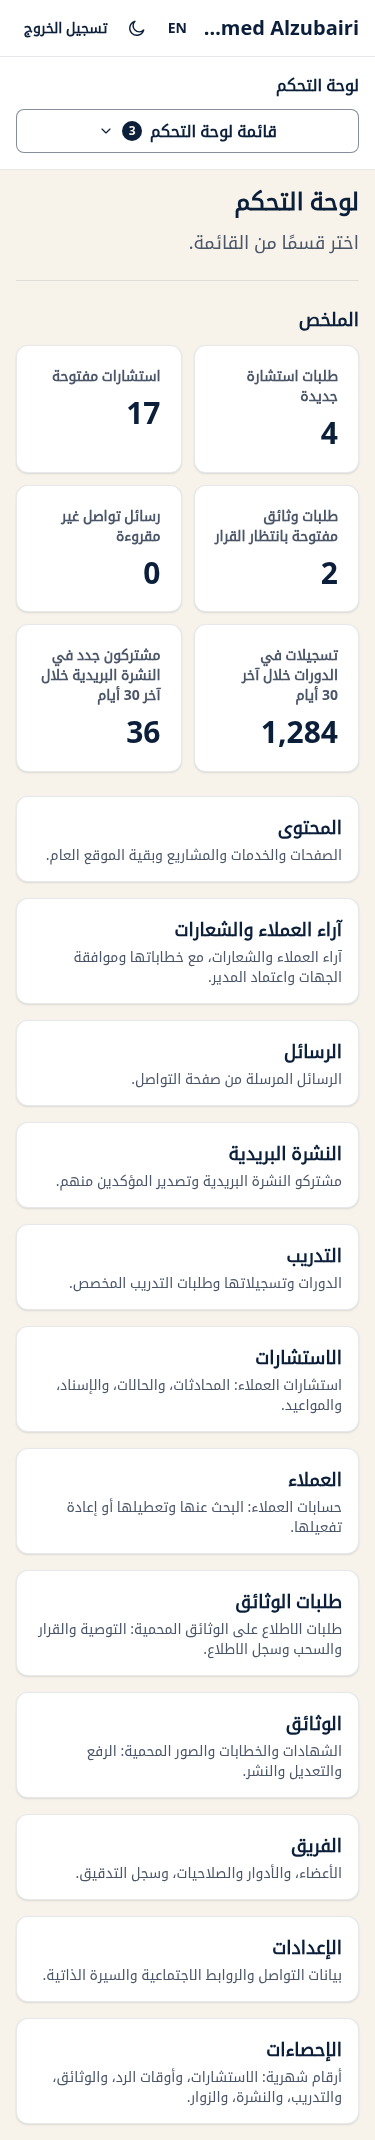 ...med Alzubairi
EN
تسجيل الخروج
لوحة التحكم
قائمة لوحة التحكم 3
لوحة التحكم
اختر قسمًا من القائمة.
الملخص
طلبات استشارة
جديدة
4
استشارات مفتوحة
17
طلبات وثائق
مفتوحة بانتظار القرار
2
رسائل تواصل غير
مقروءة
0
تسجيلات في
الدورات خلال آخر
30 أيام
1,284
مشتركون جدد في
النشرة البريدية خلال
آخر 30 أيام
36
المحتوى
الصفحات والخدمات والمشاريع وبقية الموقع العام.
آراء العملاء والشعارات
آراء العملاء والشعارات، مع خطاباتها وموافقة
الجهات واعتماد المدير.
الرسائل
الرسائل المرسلة من صفحة التواصل.
النشرة البريدية
مشتركو النشرة البريدية وتصدير المؤكدين منهم.
التدريب
الدورات وتسجيلاتها وطلبات التدريب المخصص.
الاستشارات
استشارات العملاء: المحادثات، والحالات، والإسناد،
والمواعيد.
العملاء
حسابات العملاء: البحث عنها وتعطيلها أو إعادة
تفعيلها.
طلبات الوثائق
طلبات الاطلاع على الوثائق المحمية: التوصية والقرار
والسحب وسجل الاطلاع.
الوثائق
الشهادات والخطابات والصور المحمية: الرفع
والتعديل والنشر.
الفريق
الأعضاء، والأدوار والصلاحيات، وسجل التدقيق.
الإعدادات
بيانات التواصل والروابط الاجتماعية والسيرة الذاتية.
الإحصاءات
أرقام شهرية: الاستشارات، وأوقات الرد، والوثائق،
والتدريب، والنشرة، والزوار.